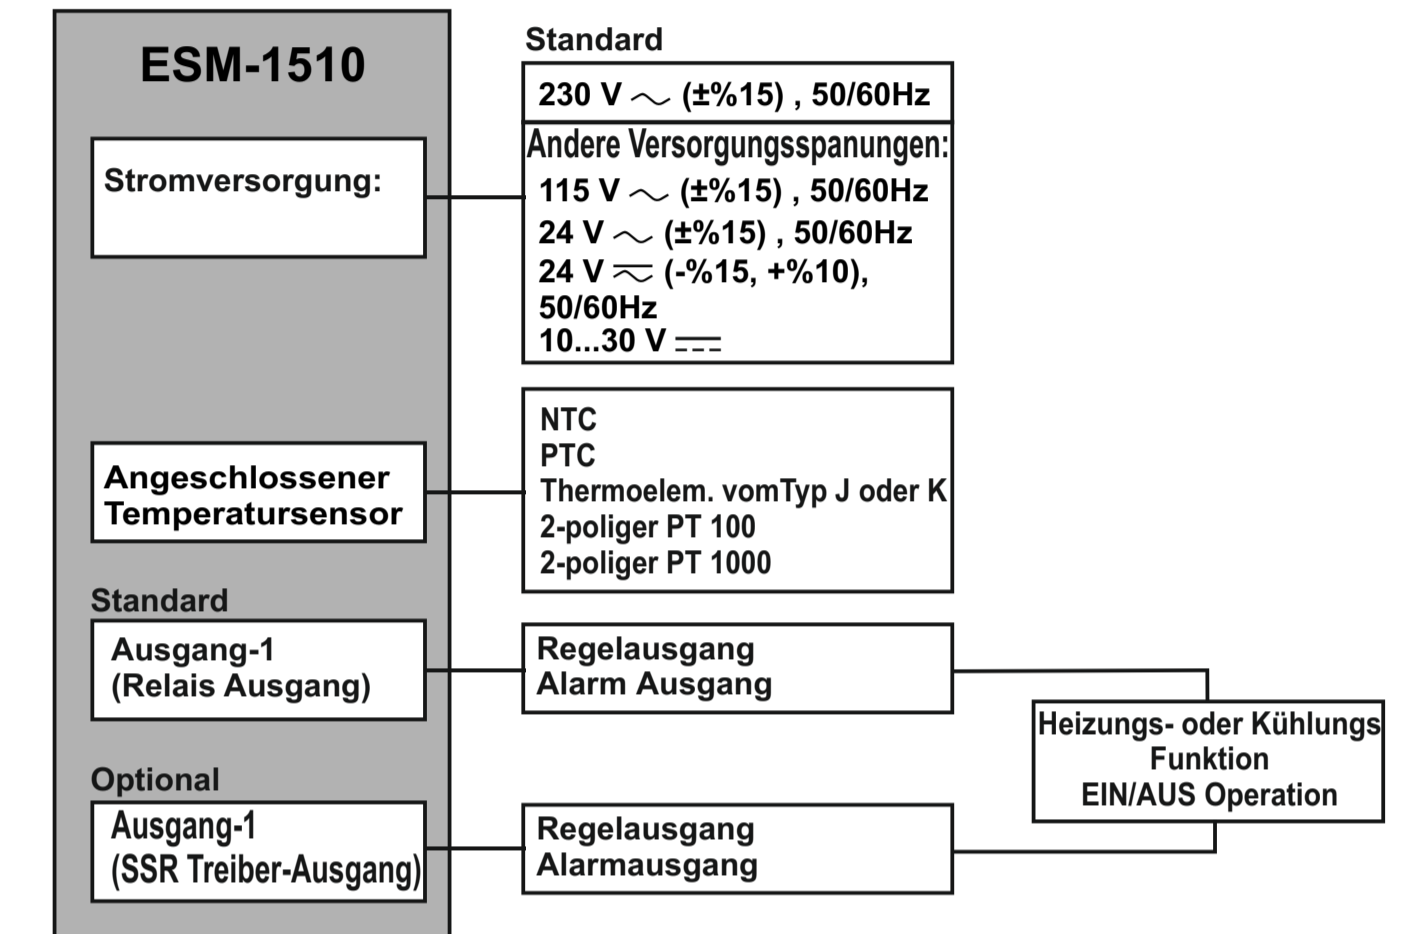 ESM-1510
Standard
230 V ~ (±%15) , 50/60Hz
Stromversorgung:
Andere Versorgungsspanungen:
115 V ~ (±%15) , 50/60Hz
24 V ~ (±%15) , 50/60Hz
24 V ⏦ (-%15, +%10),
50/60Hz
10...30 V ⎓
Angeschlossener
Temperatursensor
NTC
PTC
Thermoelem. vomTyp J oder K
2-poliger PT 100
2-poliger PT 1000
Standard
Ausgang-1
(Relais Ausgang)
Regelausgang
Alarm Ausgang
Heizungs- oder Kühlungs
Funktion
EIN/AUS Operation
Optional
Ausgang-1
(SSR Treiber-Ausgang)
Regelausgang
Alarmausgang